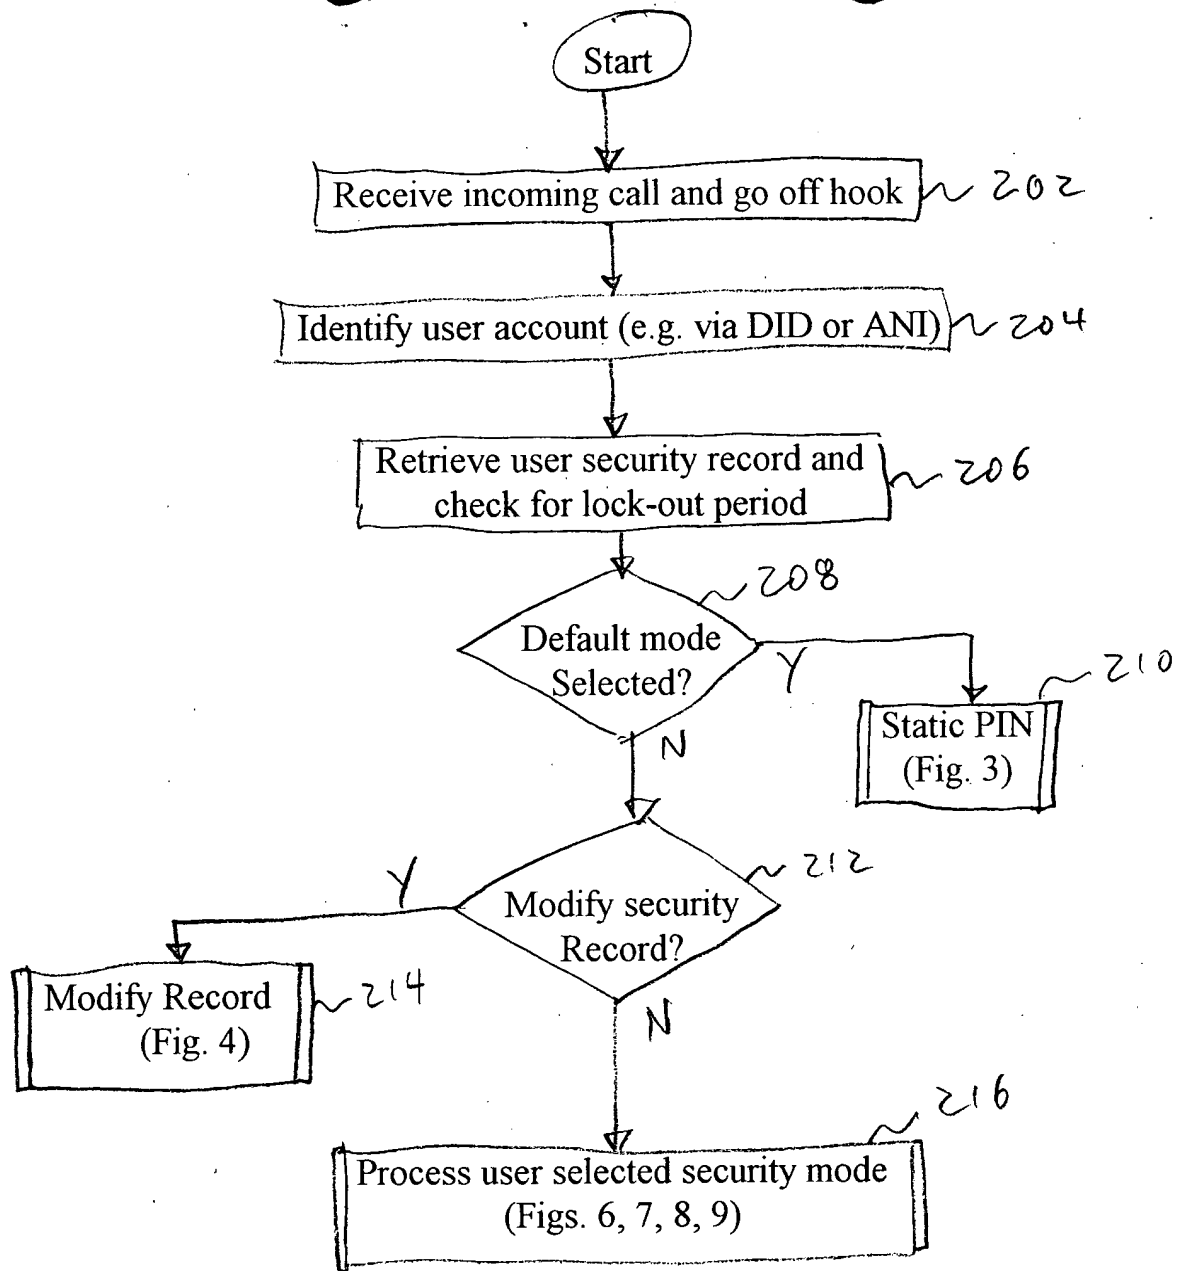 Start
Receive incoming call and go off hook 202
Identify user account (e.g. via DID or ANI) 204
Retrieve user security record and
check for lock-out period
206
208
Default mode
Selected?
Y
N
210
Static PIN
(Fig. 3)
212
Modify security
Record?
Y
N
Modify Record
(Fig. 4)
214
216
Process user selected security mode
(Figs. 6, 7, 8, 9)